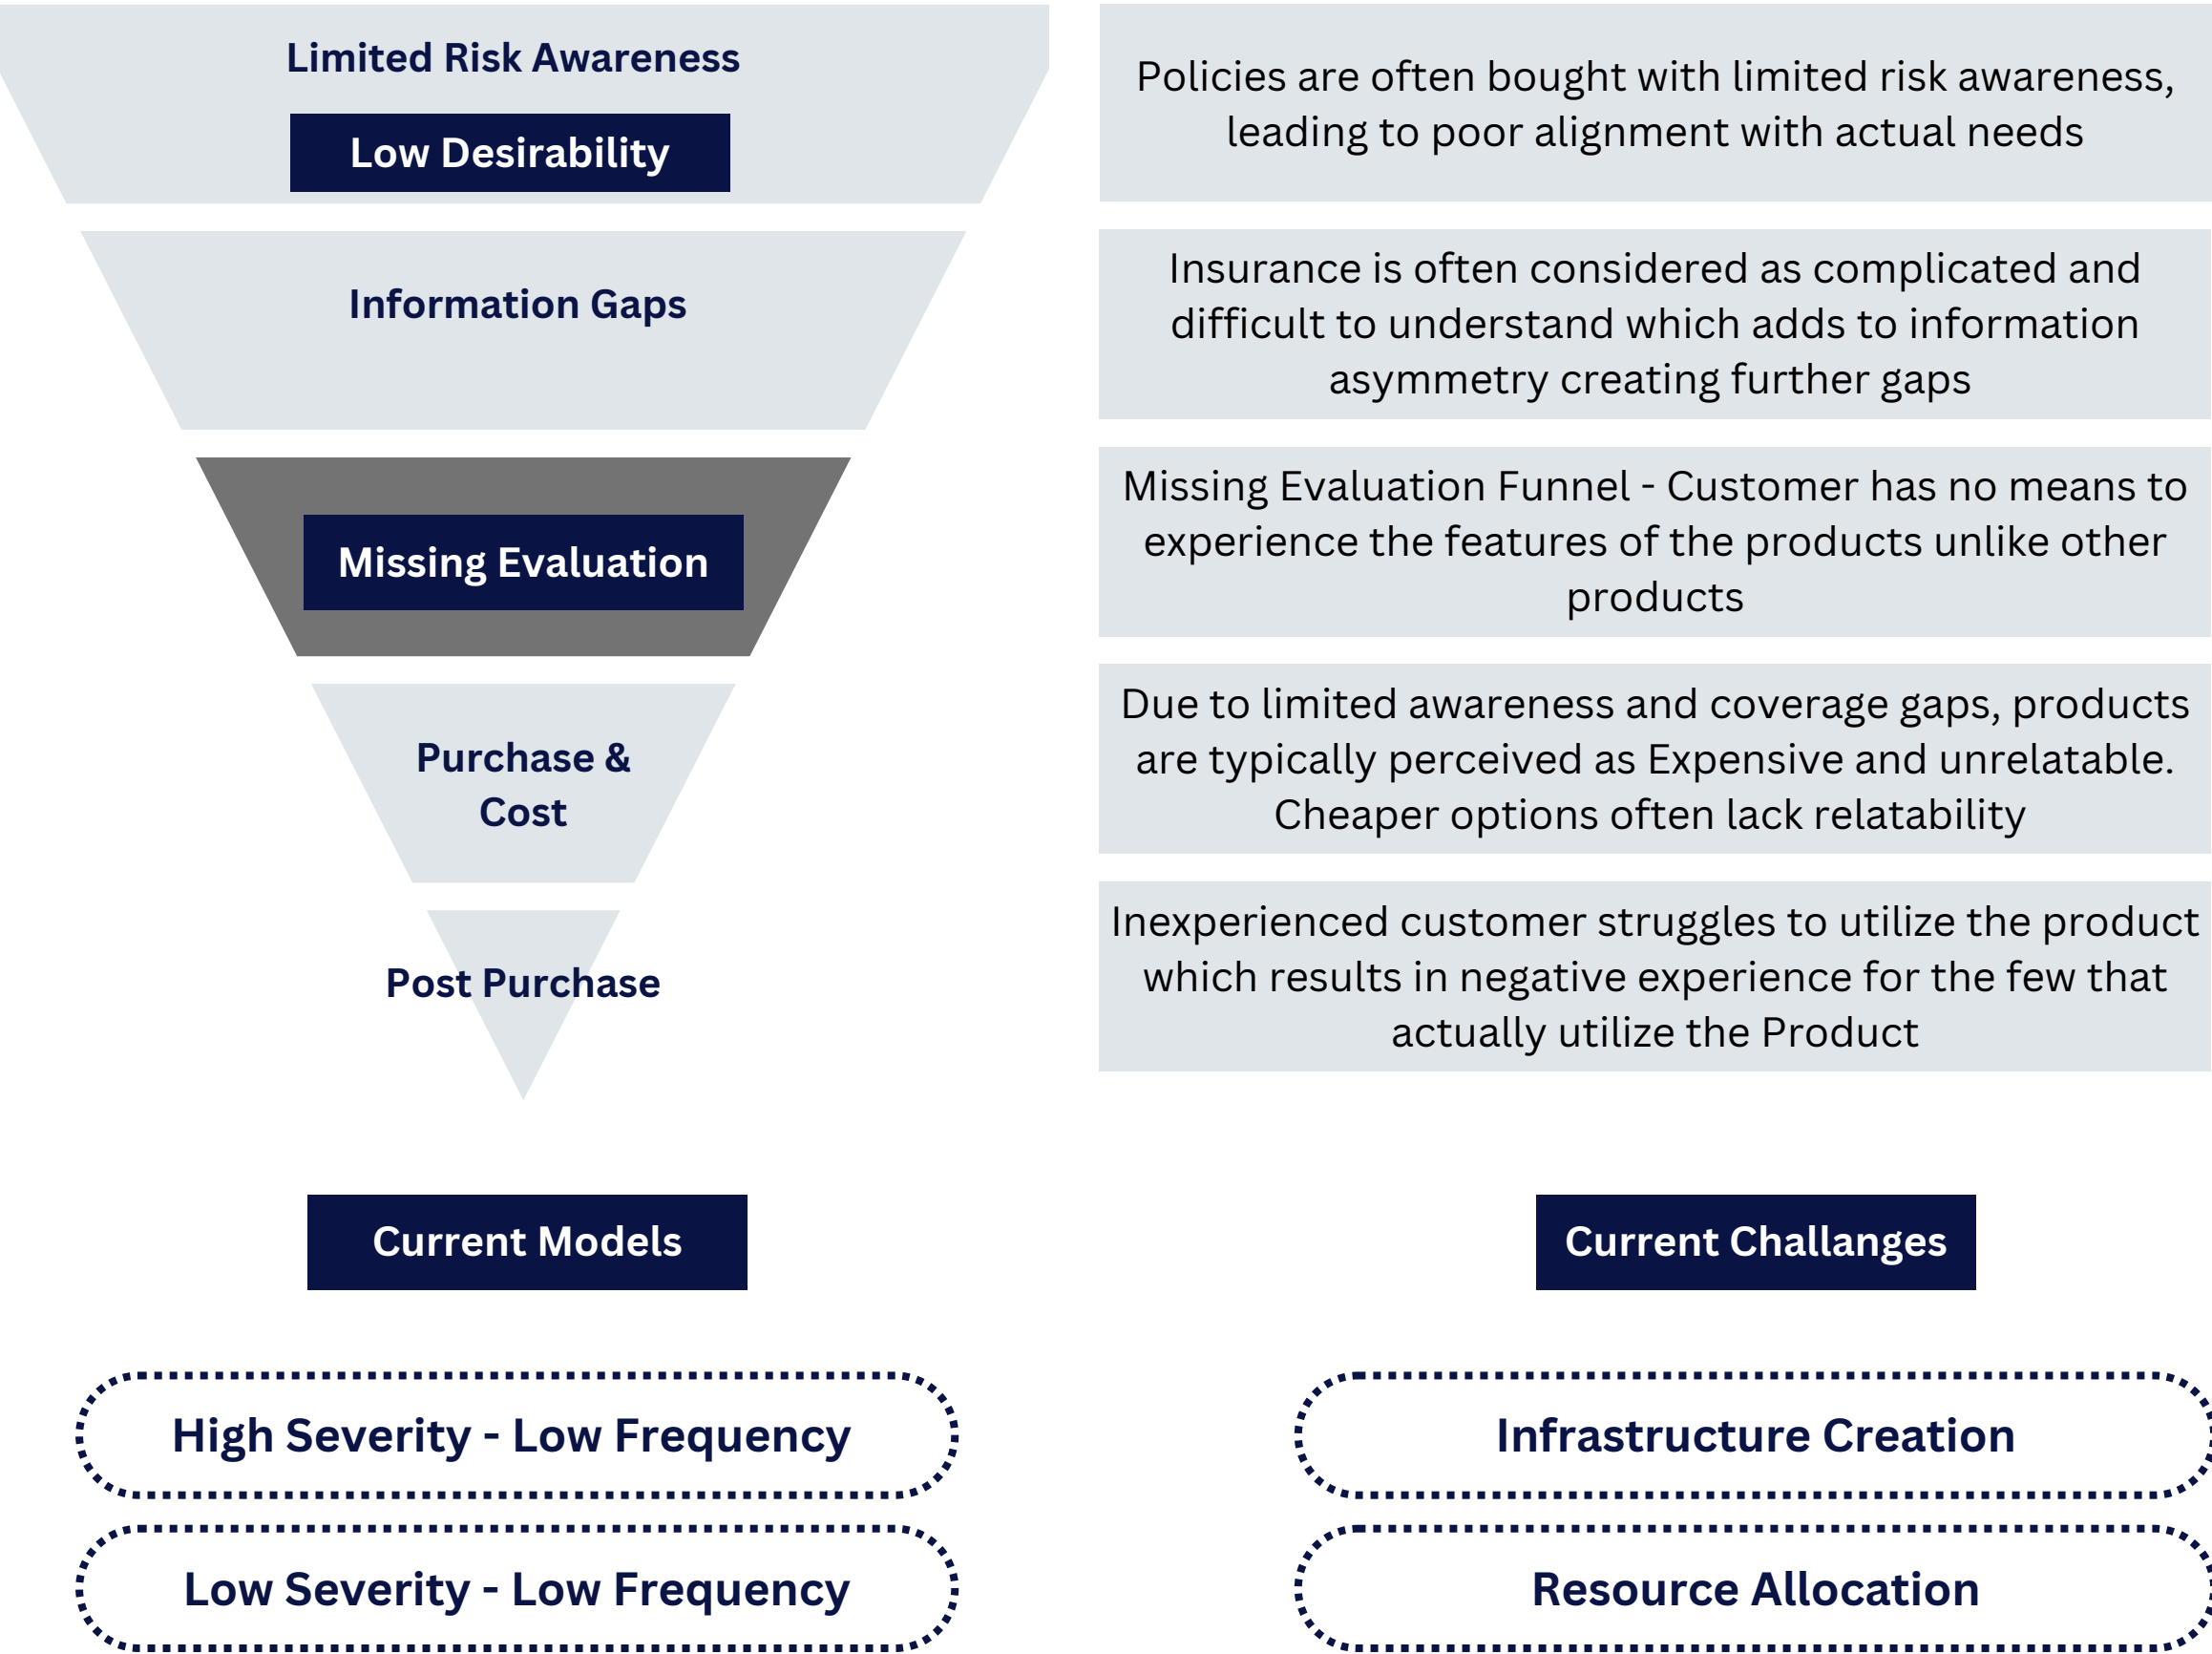 Limited Risk Awareness
Low Desirability
Policies are often bought with limited risk awareness,
leading to poor alignment with actual needs
Information Gaps
Insurance is often considered as complicated and
difficult to understand which adds to information
asymmetry creating further gaps
Missing Evaluation
Missing Evaluation Funnel - Customer has no means to
experience the features of the products unlike other
products
Purchase &
Cost
Due to limited awareness and coverage gaps, products
are typically perceived as Expensive and unrelatable.
Cheaper options often lack relatability
Post Purchase
Inexperienced customer struggles to utilize the product
which results in negative experience for the few that
actually utilize the Product
Current Models
High Severity - Low Frequency
Low Severity - Low Frequency
Current Challanges
Infrastructure Creation
Resource Allocation